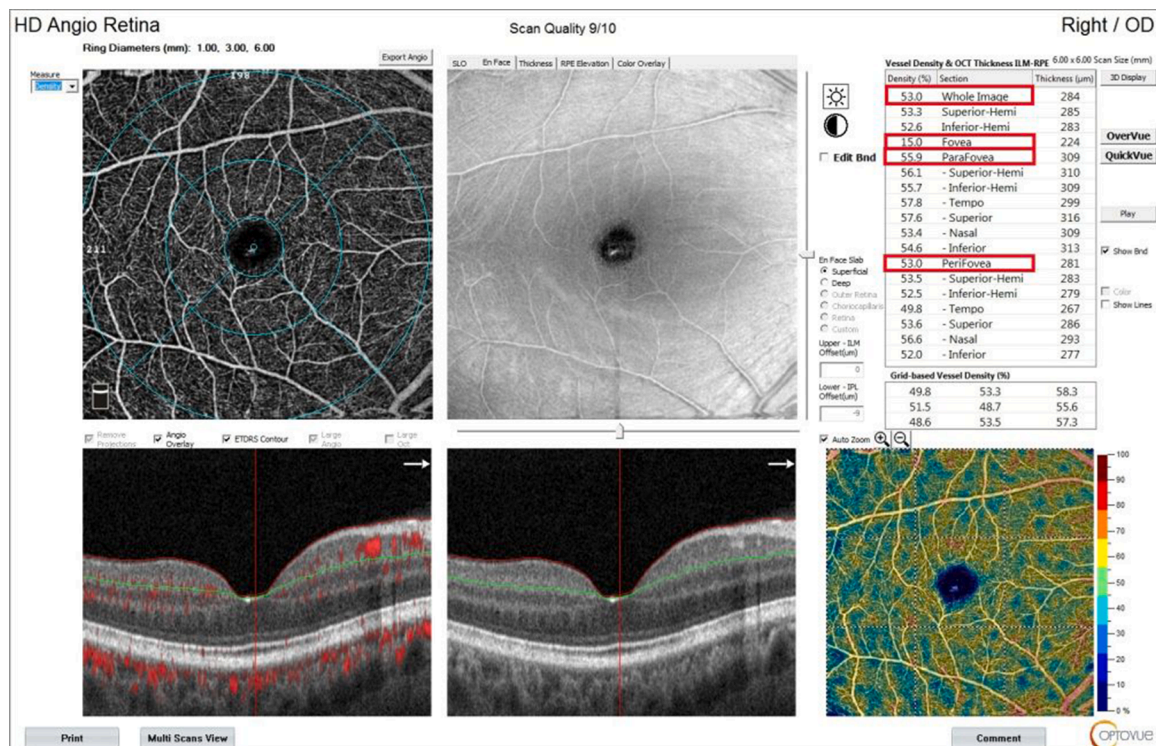 HD Angio Retina
Scan Quality 9/10
Right / OD
Ring Diameters (mm): 1.00, 3.00, 6.00
Export Angio
Measure
Density
198
211
SLO En Face Thickness RPE Elevation Color Overlay
Edit Bnd
En Face Slab
Superficial
Deep
Outer Retina
Choriocapillaris
Retina
Custom
Upper - ILM
Offset(um)
0
Lower - IPL
Offset(um)
-9
Vessel Density & OCT Thickness ILM-RPE 6.00 x 6.00 Scan Size (mm)
Density (%) Section Thickness (μm)
53.0 Whole Image 284
53.3 Superior-Hemi 285
52.6 Inferior-Hemi 283
15.0 Fovea 224
55.9 ParaFovea 309
56.1 - Superior-Hemi 310
55.7 - Inferior-Hemi 309
57.8 - Tempo 299
57.6 - Superior 316
53.4 - Nasal 309
54.6 - Inferior 313
53.0 PeriFovea 281
53.5 - Superior-Hemi 283
52.5 - Inferior-Hemi 279
49.8 - Tempo 267
53.6 - Superior 286
56.6 - Nasal 293
52.0 - Inferior 277
Grid-based Vessel Density (%)
49.8 53.3 58.3
51.5 48.7 55.6
48.6 53.5 57.3
3D Display
OverVue
QuickVue
Play
Show Bnd
Color
Show Lines
Remove
Projections
Angio
Overlay
ETDRS Contour
Large
Angio
Large
Oct
Auto Zoom
100
90
80
70
60
50
40
30
20
10
0 %
Print
Multi Scans View
Comment
OPTOVUE